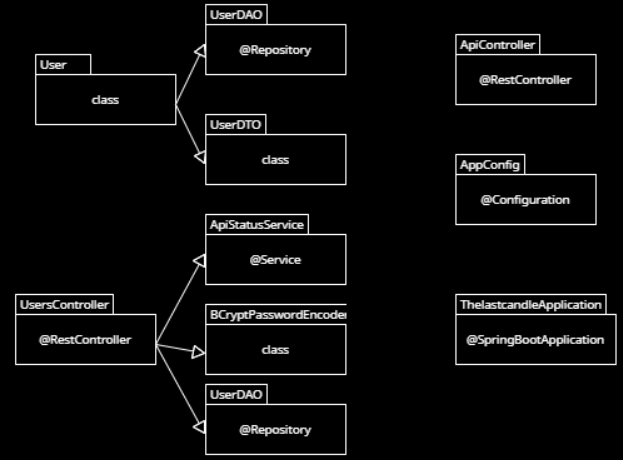 UserDAO
@Repository
User
class
UserDTO
class
ApiController
@RestController
AppConfig
@Configuration
ApiStatusService
@Service
UsersController
@RestController
BCryptPasswordEncoder
class
UserDAO
@Repository
ThelastcandleApplication
@SpringBootApplication